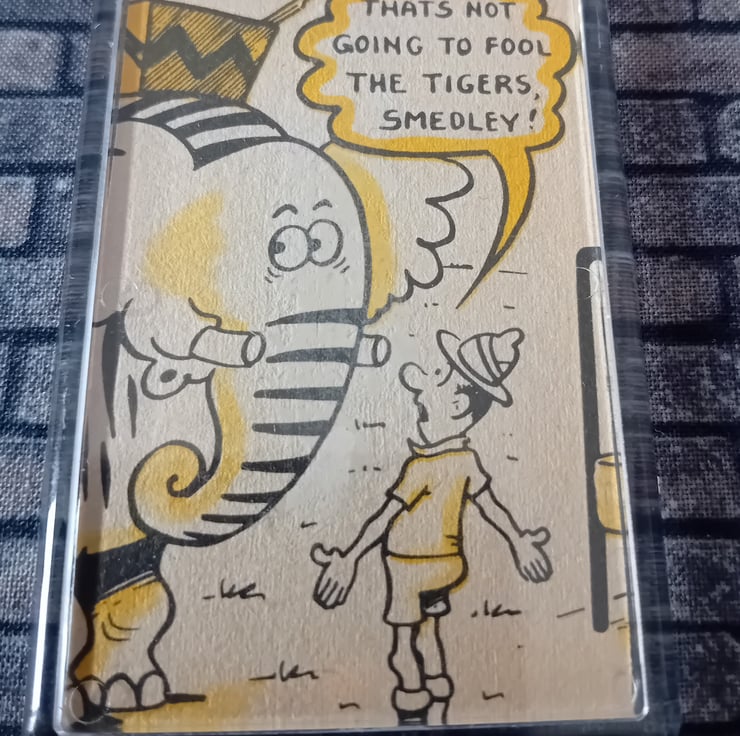 THATS NOT
GOING TO FOOL
THE TIGERS,
SMEDLEY!